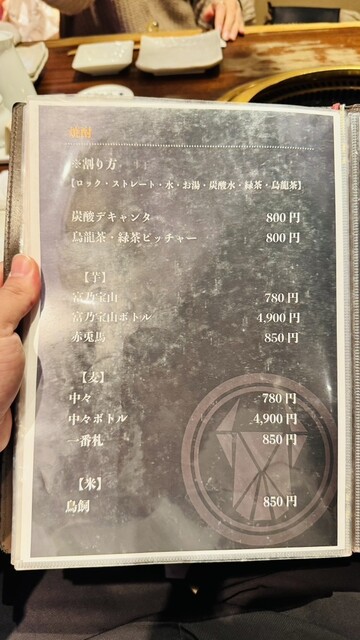 焼酎
※割り方
【ロック・ストレート・水・お湯・炭酸水・緑茶・烏龍茶】
炭酸デキャンタ 800円
烏龍茶・緑茶ピッチャー 800円
【芋】
富乃宝山 780円
富乃宝山ボトル 4,900円
赤兎馬 850円
【麦】
中々 780円
中々ボトル 4,900円
一番札 850円
【米】
鳥飼 850円